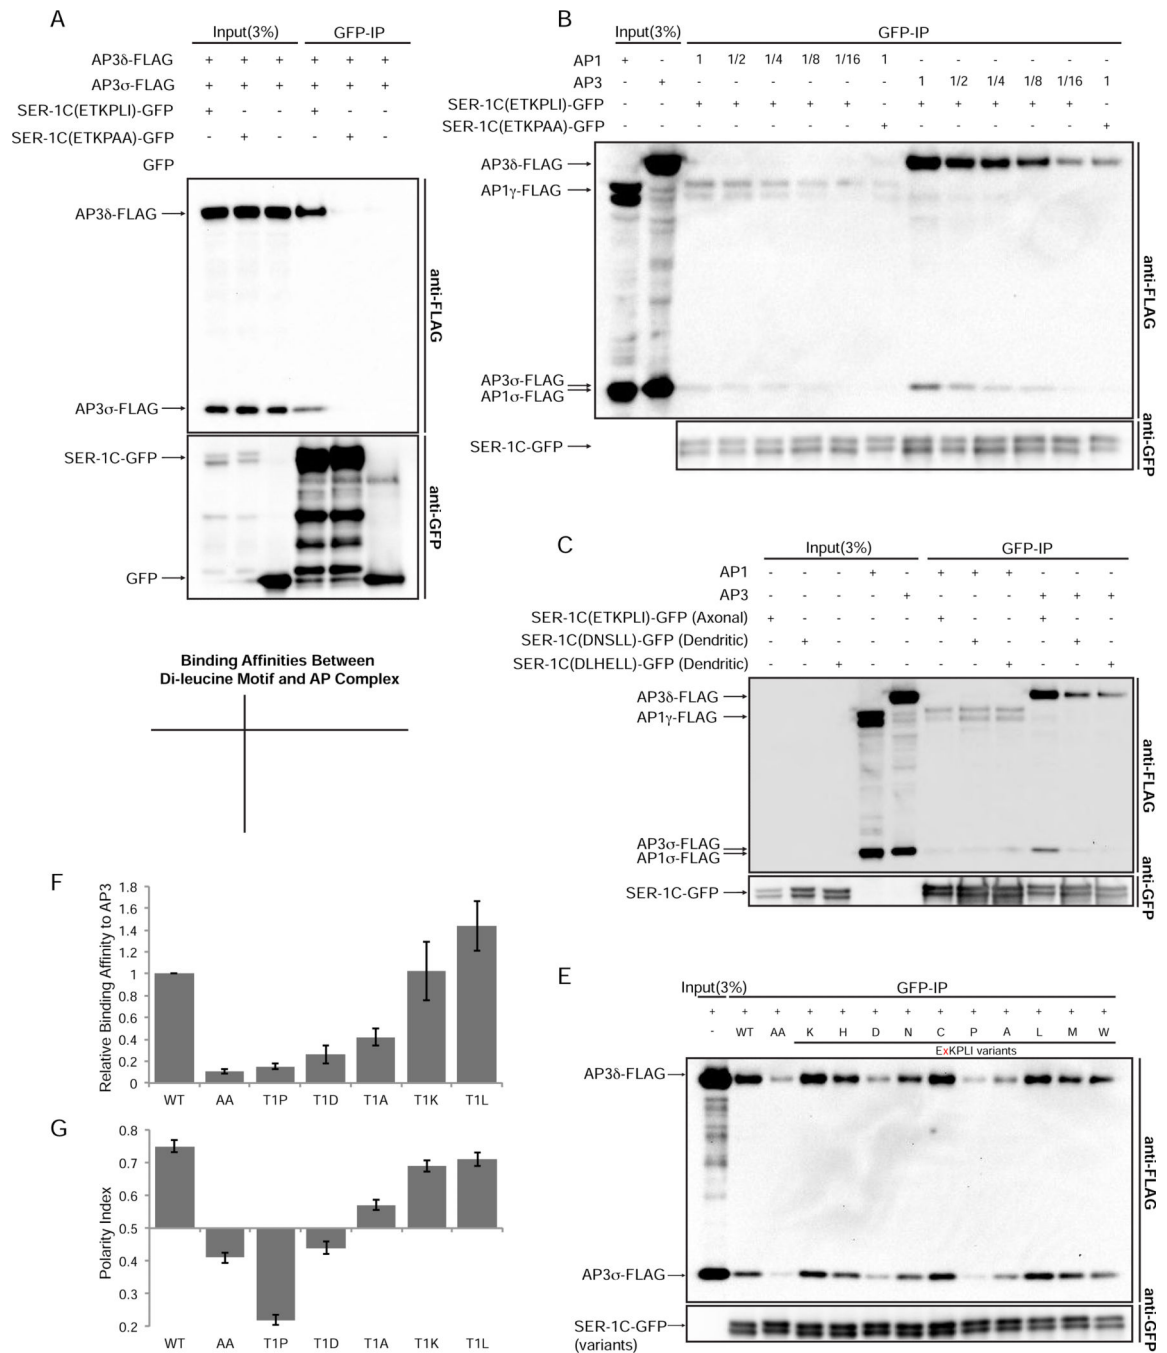 A
Input(3%) GFP-IP
AP3δ-FLAG + + + + + +
AP3σ-FLAG + + + + + +
SER-1C(ETKPLI)-GFP + - - + - -
SER-1C(ETKPAA)-GFP - + - - + -
GFP
AP3δ-FLAG
AP3σ-FLAG
anti-FLAG
SER-1C-GFP
GFP
anti-GFP
B
Input(3%) GFP-IP
AP1 + - 1 1/2 1/4 1/8 1/16 1 - - - - - -
AP3 - + - - - - - - 1 1/2 1/4 1/8 1/16 1
SER-1C(ETKPLI)-GFP - - + + + + + - + + + + + -
SER-1C(ETKPAA)-GFP - - - - - - - + - - - - - +
AP3δ-FLAG
AP1γ-FLAG
AP3σ-FLAG
AP1σ-FLAG
anti-FLAG
SER-1C-GFP
anti-GFP
C
Input(3%) GFP-IP
AP1 - - - + - + + + - - -
AP3 - - - - + - - - + + +
SER-1C(ETKPLI)-GFP (Axonal) + - - - - + - - + - -
SER-1C(DNSLL)-GFP (Dendritic) - + - - - - + - - + -
SER-1C(DLHELL)-GFP (Dendritic) - - + - - - - + - - +
AP3δ-FLAG
AP1γ-FLAG
AP3σ-FLAG
AP1σ-FLAG
anti-FLAG
SER-1C-GFP
anti-GFP
Binding Affinities Between
Di-leucine Motif and AP Complex
F
Relative Binding Affinity to AP3
1.8
1.6
1.4
1.2
1
0.8
0.6
0.4
0.2
0
WT AA T1P T1D T1A T1K T1L
G
Polarity Index
0.8
0.7
0.6
0.5
0.4
0.3
0.2
WT AA T1P T1D T1A T1K T1L
E
Input(3%) GFP-IP
+ + + + + + + + + + + + +
- WT AA K H D N C P A L M W
ExKPLI variants
AP3δ-FLAG
AP3σ-FLAG
anti-FLAG
SER-1C-GFP
(variants)
anti-GFP